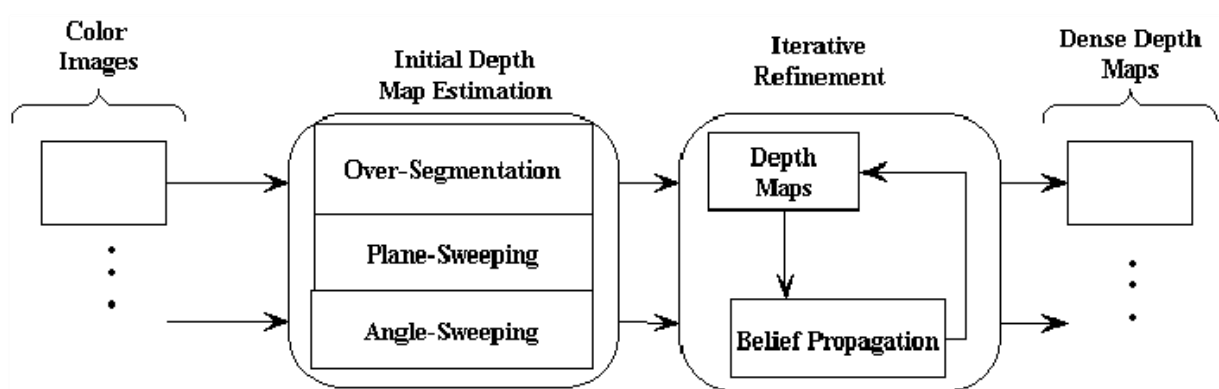 Color
Images
Initial Depth
Map Estimation
Iterative
Refinement
Dense Depth
Maps
Over-Segmentation
Plane-Sweeping
Angle-Sweeping
Depth
Maps
Belief Propagation